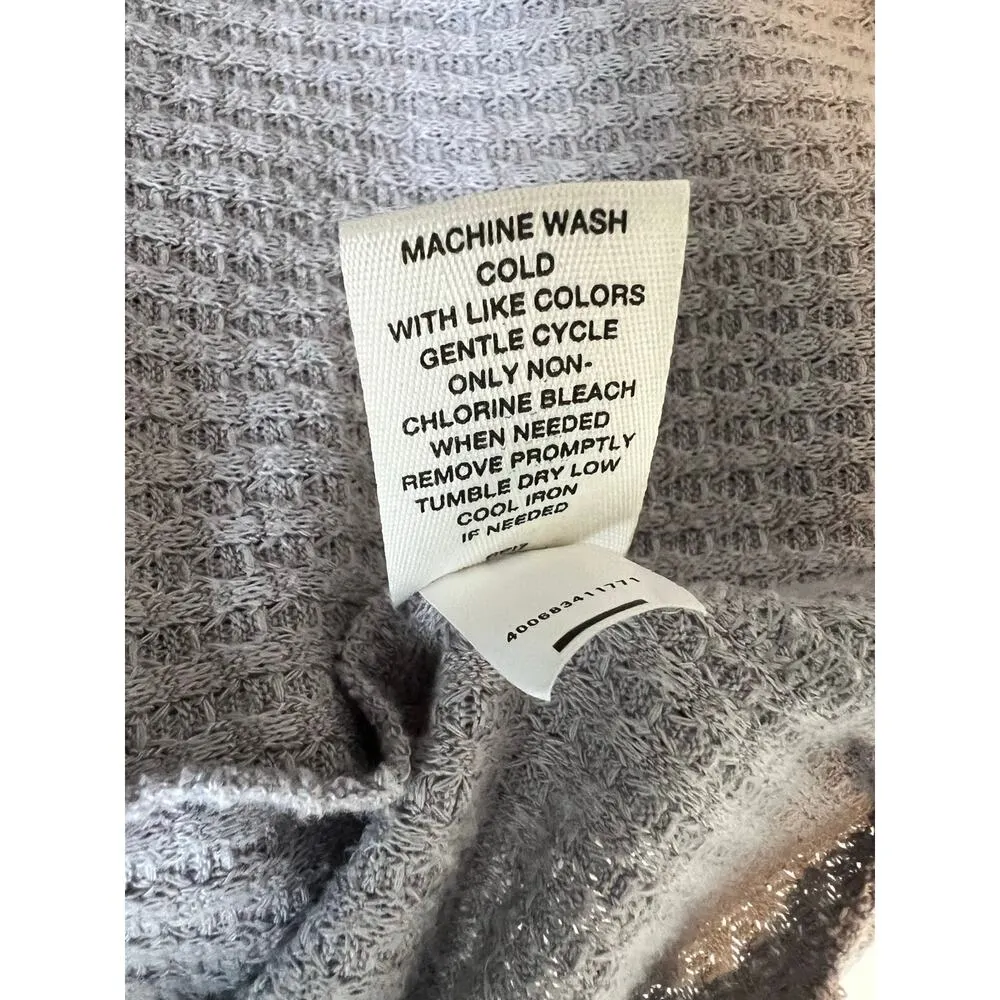 MACHINE WASH
COLD
WITH LIKE COLORS
GENTLE CYCLE
ONLY NON-
CHLORINE BLEACH
WHEN NEEDED
REMOVE PROMPTLY
TUMBLE DRY LOW
COOL IRON
IF NEEDED
400683411771